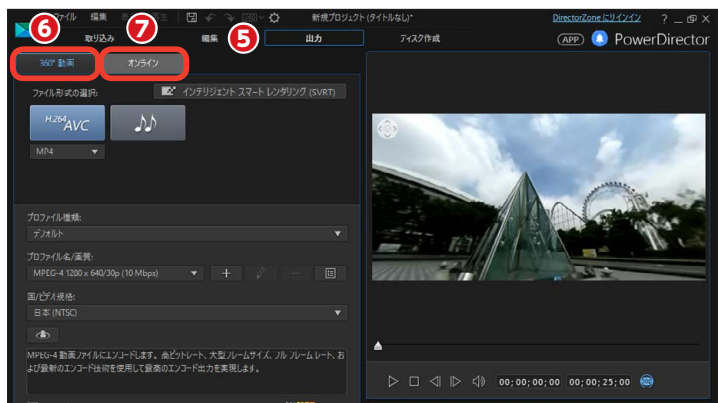 ファイル 編集
新規プロジェクト(タイトルなし)*
DirectorZone にサインイン
?
⑥ ⑦ ⑤
取り込み 編集 出力 ディスク作成
APP PowerDirector
360° 動画 オンライン
ファイル形式の選択:
インテリジェント スマート レンダリング (SVRT)
H.264 AVC
MP4
プロファイル種類:
デフォルト
プロファイル名/画質:
MPEG-4 1280 x 640/30p (10 Mbps)
国/ビデオ規格:
日本 (NTSC)
MPEG-4 動画ファイルにエンコードします。高ビットレート、大型フレームサイズ、フル フレーム レート、お
よび最新のエンコード技術を使用して最高のエンコード出力を実現します。
00;00;00;00 00;00;25;00